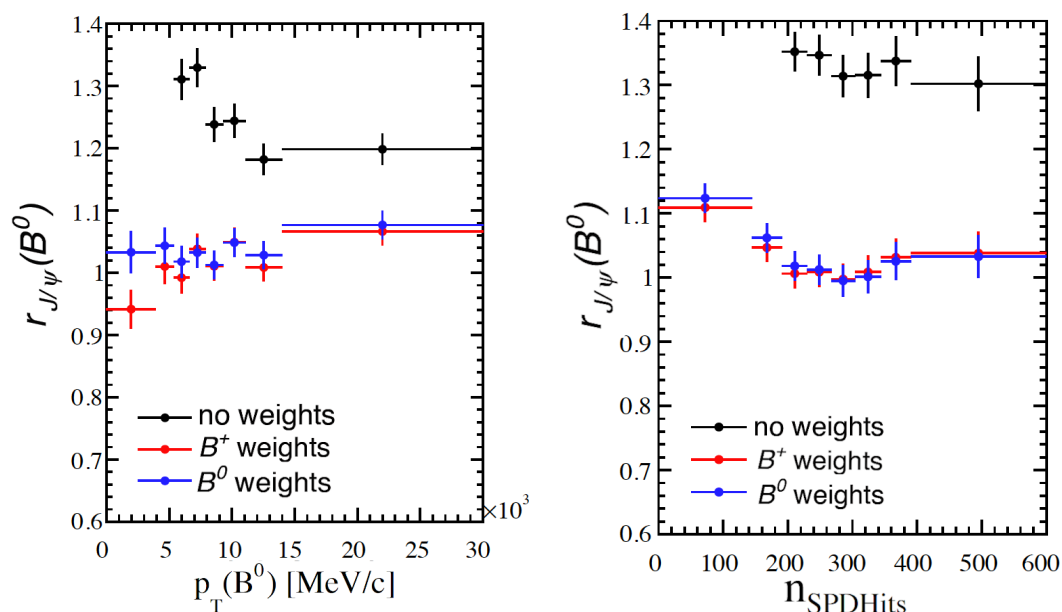 r_{J/ψ}(B^0)
1.4
1.3
1.2
1.1
1
0.9
0.8
0.7
0.6
no weights
B^+ weights
B^0 weights
×10^3
0 5 10 15 20 25 30
p_T(B^0) [MeV/c]
r_{J/ψ}(B^0)
1.4
1.3
1.2
1.1
1
0.9
0.8
0.7
0.6
no weights
B^+ weights
B^0 weights
0 100 200 300 400 500 600
n_{SPDHits}